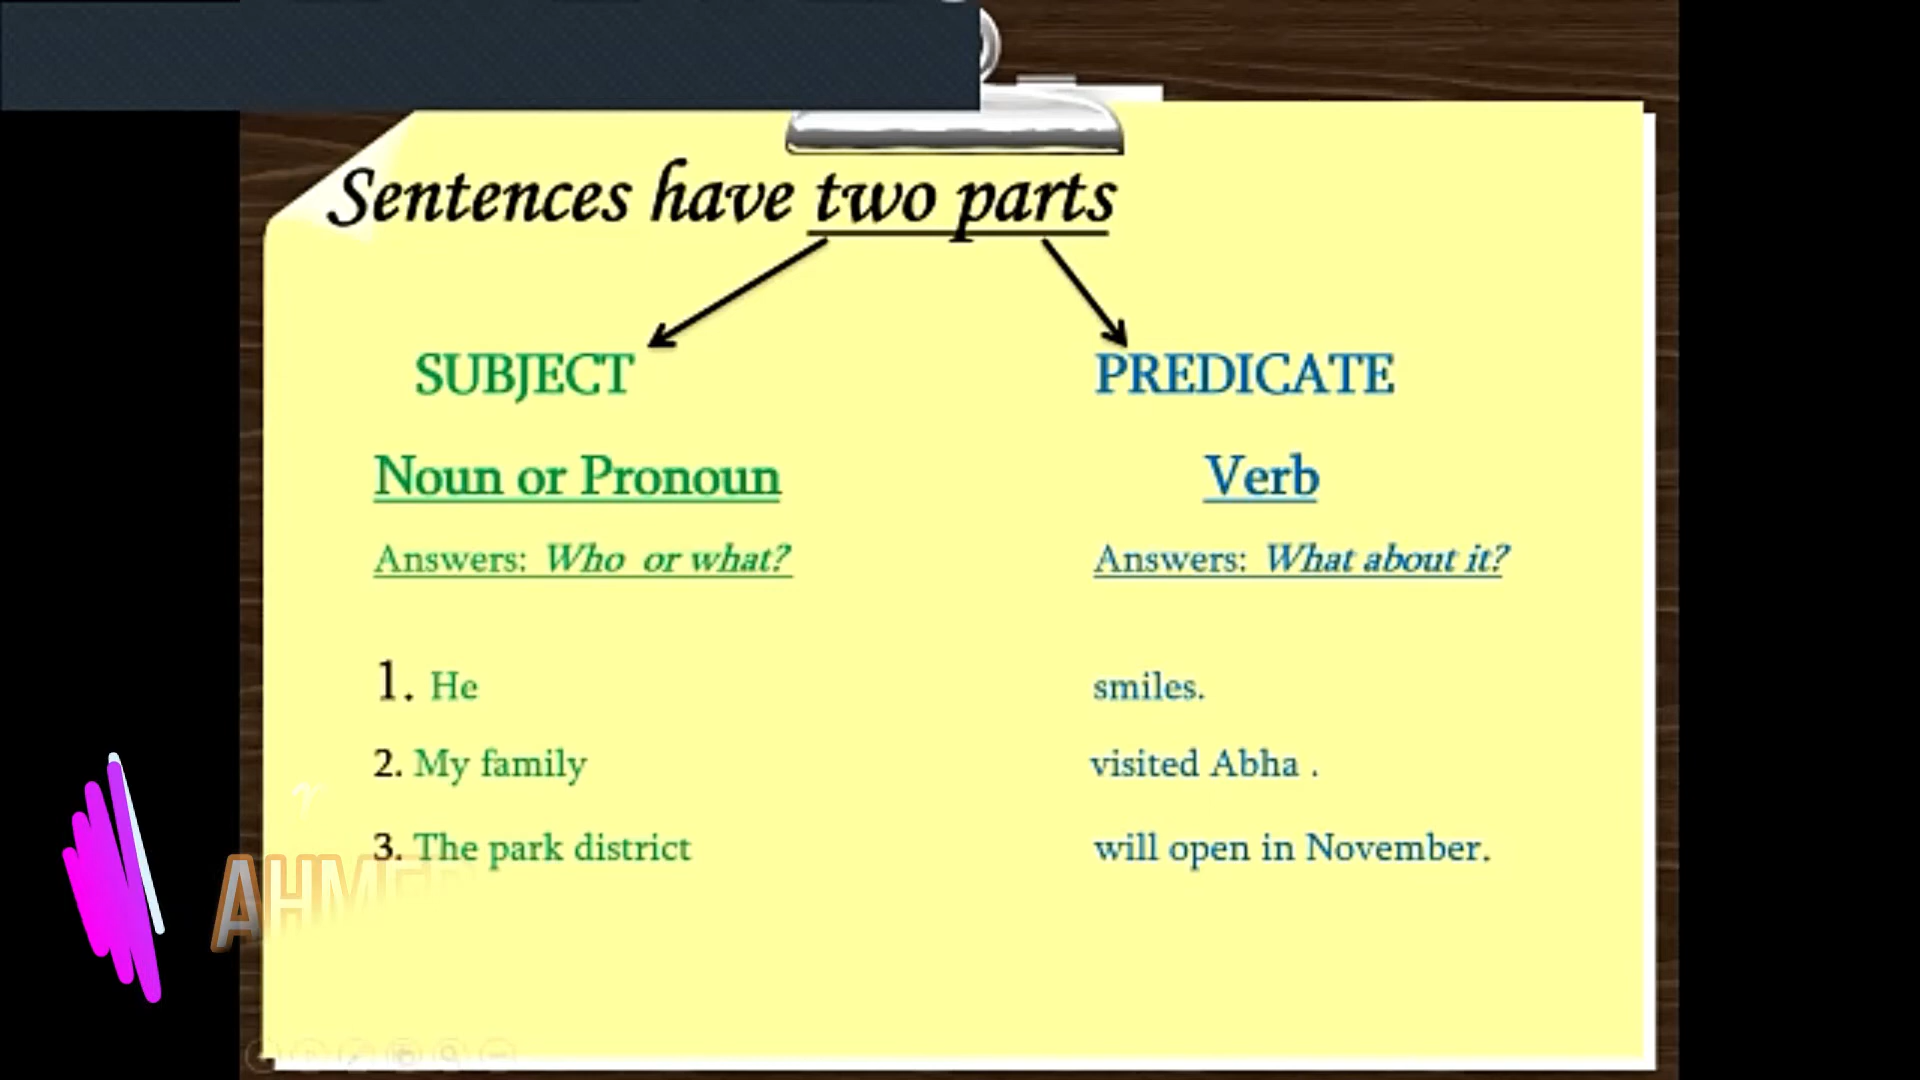 Sentences have two parts
SUBJECT
PREDICATE
Noun or Pronoun
Verb
Answers: Who or what?
Answers: What about it?
1. He
smiles.
2. My family
visited Abha .
3. The park district
will open in November.